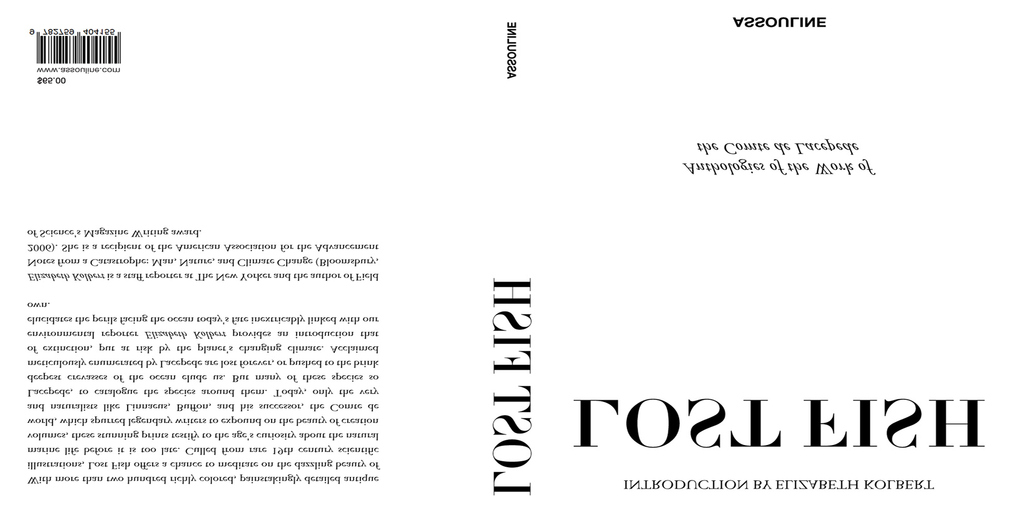 With more than two hundred richly colored, painstakingly detailed antique
illustrations, Lost Fish offers a chance to meditate on the dazzling beauty of
marine life before it is too late. Culled from rare 19th century scientific
volumes, these stunning prints testify to the age's curiosity about the natural
world, which spurred legendary writers to expound on the beauty of creation
and naturalists like Linnaeus, Buffon, and his successor, the Comte de
Lacepede, to catalogue the species around them. Today, only the very
deepest crevasses of the ocean elude us. But many of these species so
meticulously enumerated by Lacepede are lost forever, or pushed to the brink
of extinction, put at risk by the planet's changing climate. Acclaimed
environmental reporter Elizabeth Kolbert provides an introduction that
elucidates the perils facing the ocean today's fate inextricably linked with our
own.
Elizabeth Kolbert is a staff reporter at The New Yorker and the author of Field
Notes from a Catastrophe: Man, Nature, and Climate Change (Bloomsbury,
2006). She is a recipient of the American Association for the Advancement
of Science's Magazine Writing award.
$65.00
www.assouline.com
9 782759 404155
LOST FISH
ASSOULINE
INTRODUCTION BY ELIZABETH KOLBERT
LOST FISH
Anthologies of the Work of
the Comte de Lacepede
ASSOULINE